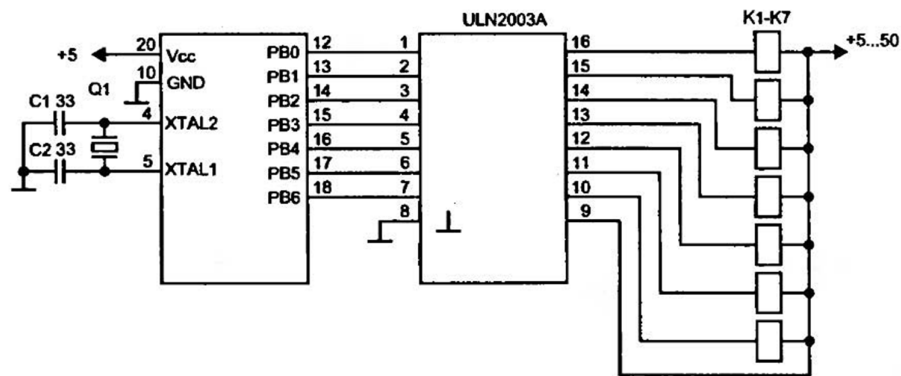 ULN2003A
K1-K7
+5
20
Vcc
PB0
12
1
16
+5...50
10
GND
PB1
13
2
15
Q1
PB2
14
3
14
C1 33
4
XTAL2
PB3
15
4
13
PB4
16
5
12
C2 33
5
XTAL1
PB5
17
6
11
PB6
18
7
10
8
9